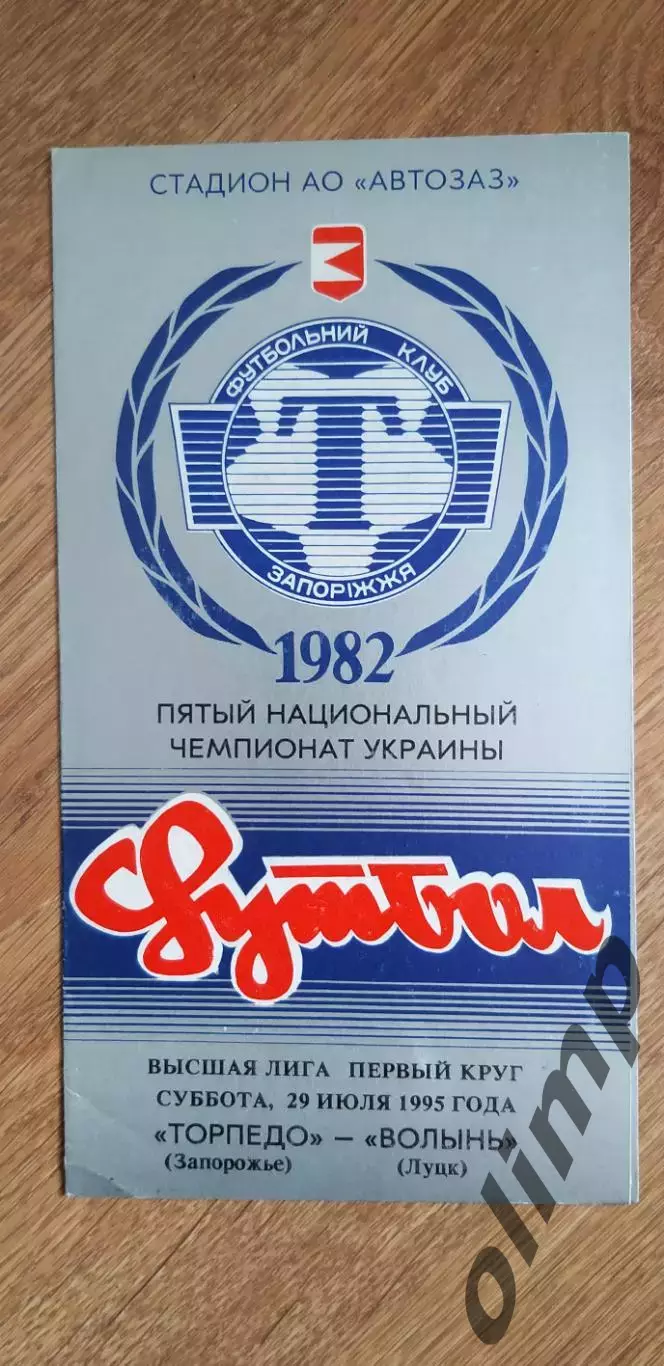 СТАДИОН АО «АВТОЗАЗ»
ФУТБОЛЬНИЙ КЛУБ
Т
ЗАПОРІЖЖЯ
1982
ПЯТЫЙ НАЦИОНАЛЬНЫЙ
ЧЕМПИОНАТ УКРАИНЫ
Футбол
ВЫСШАЯ ЛИГА ПЕРВЫЙ КРУГ
СУББОТА, 29 ИЮЛЯ 1995 ГОДА
«ТОРПЕДО» – «ВОЛЫНЬ»
(Запорожье) (Луцк)
olimp